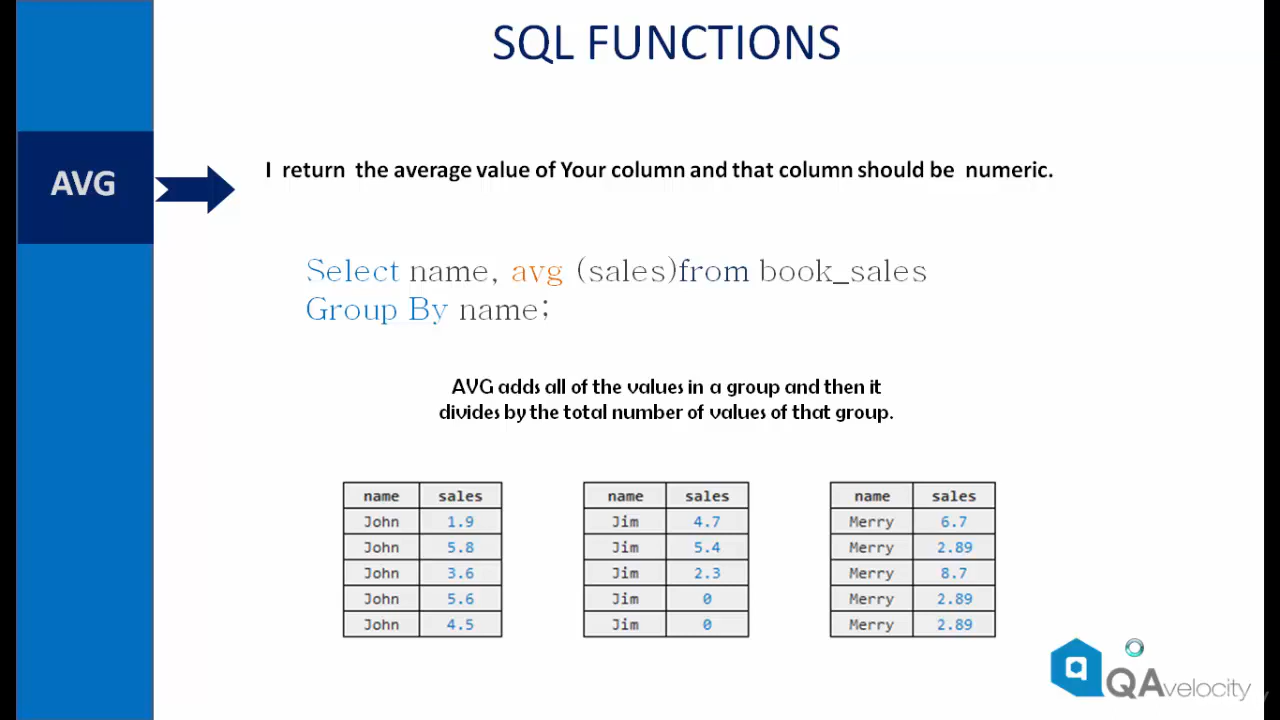 SQL FUNCTIONS
AVG
I return the average value of Your column and that column should be numeric.
Select name, avg (sales)from book_sales
Group By name;
AVG adds all of the values in a group and then it
divides by the total number of values of that group.
name sales
John 1.9
John 5.8
John 3.6
John 5.6
John 4.5
name sales
Jim 4.7
Jim 5.4
Jim 2.3
Jim 0
Jim 0
name sales
Merry 6.7
Merry 2.89
Merry 8.7
Merry 2.89
Merry 2.89
q QAvelocity